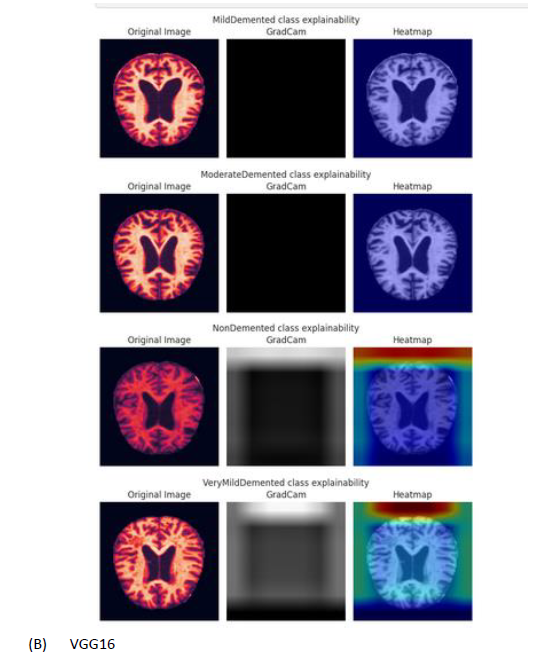 MildDemented class explainability
Original Image GradCam Heatmap
ModerateDemented class explainability
Original Image GradCam Heatmap
NonDemented class explainability
Original Image GradCam Heatmap
VeryMildDemented class explainability
Original Image GradCam Heatmap
(B) VGG16